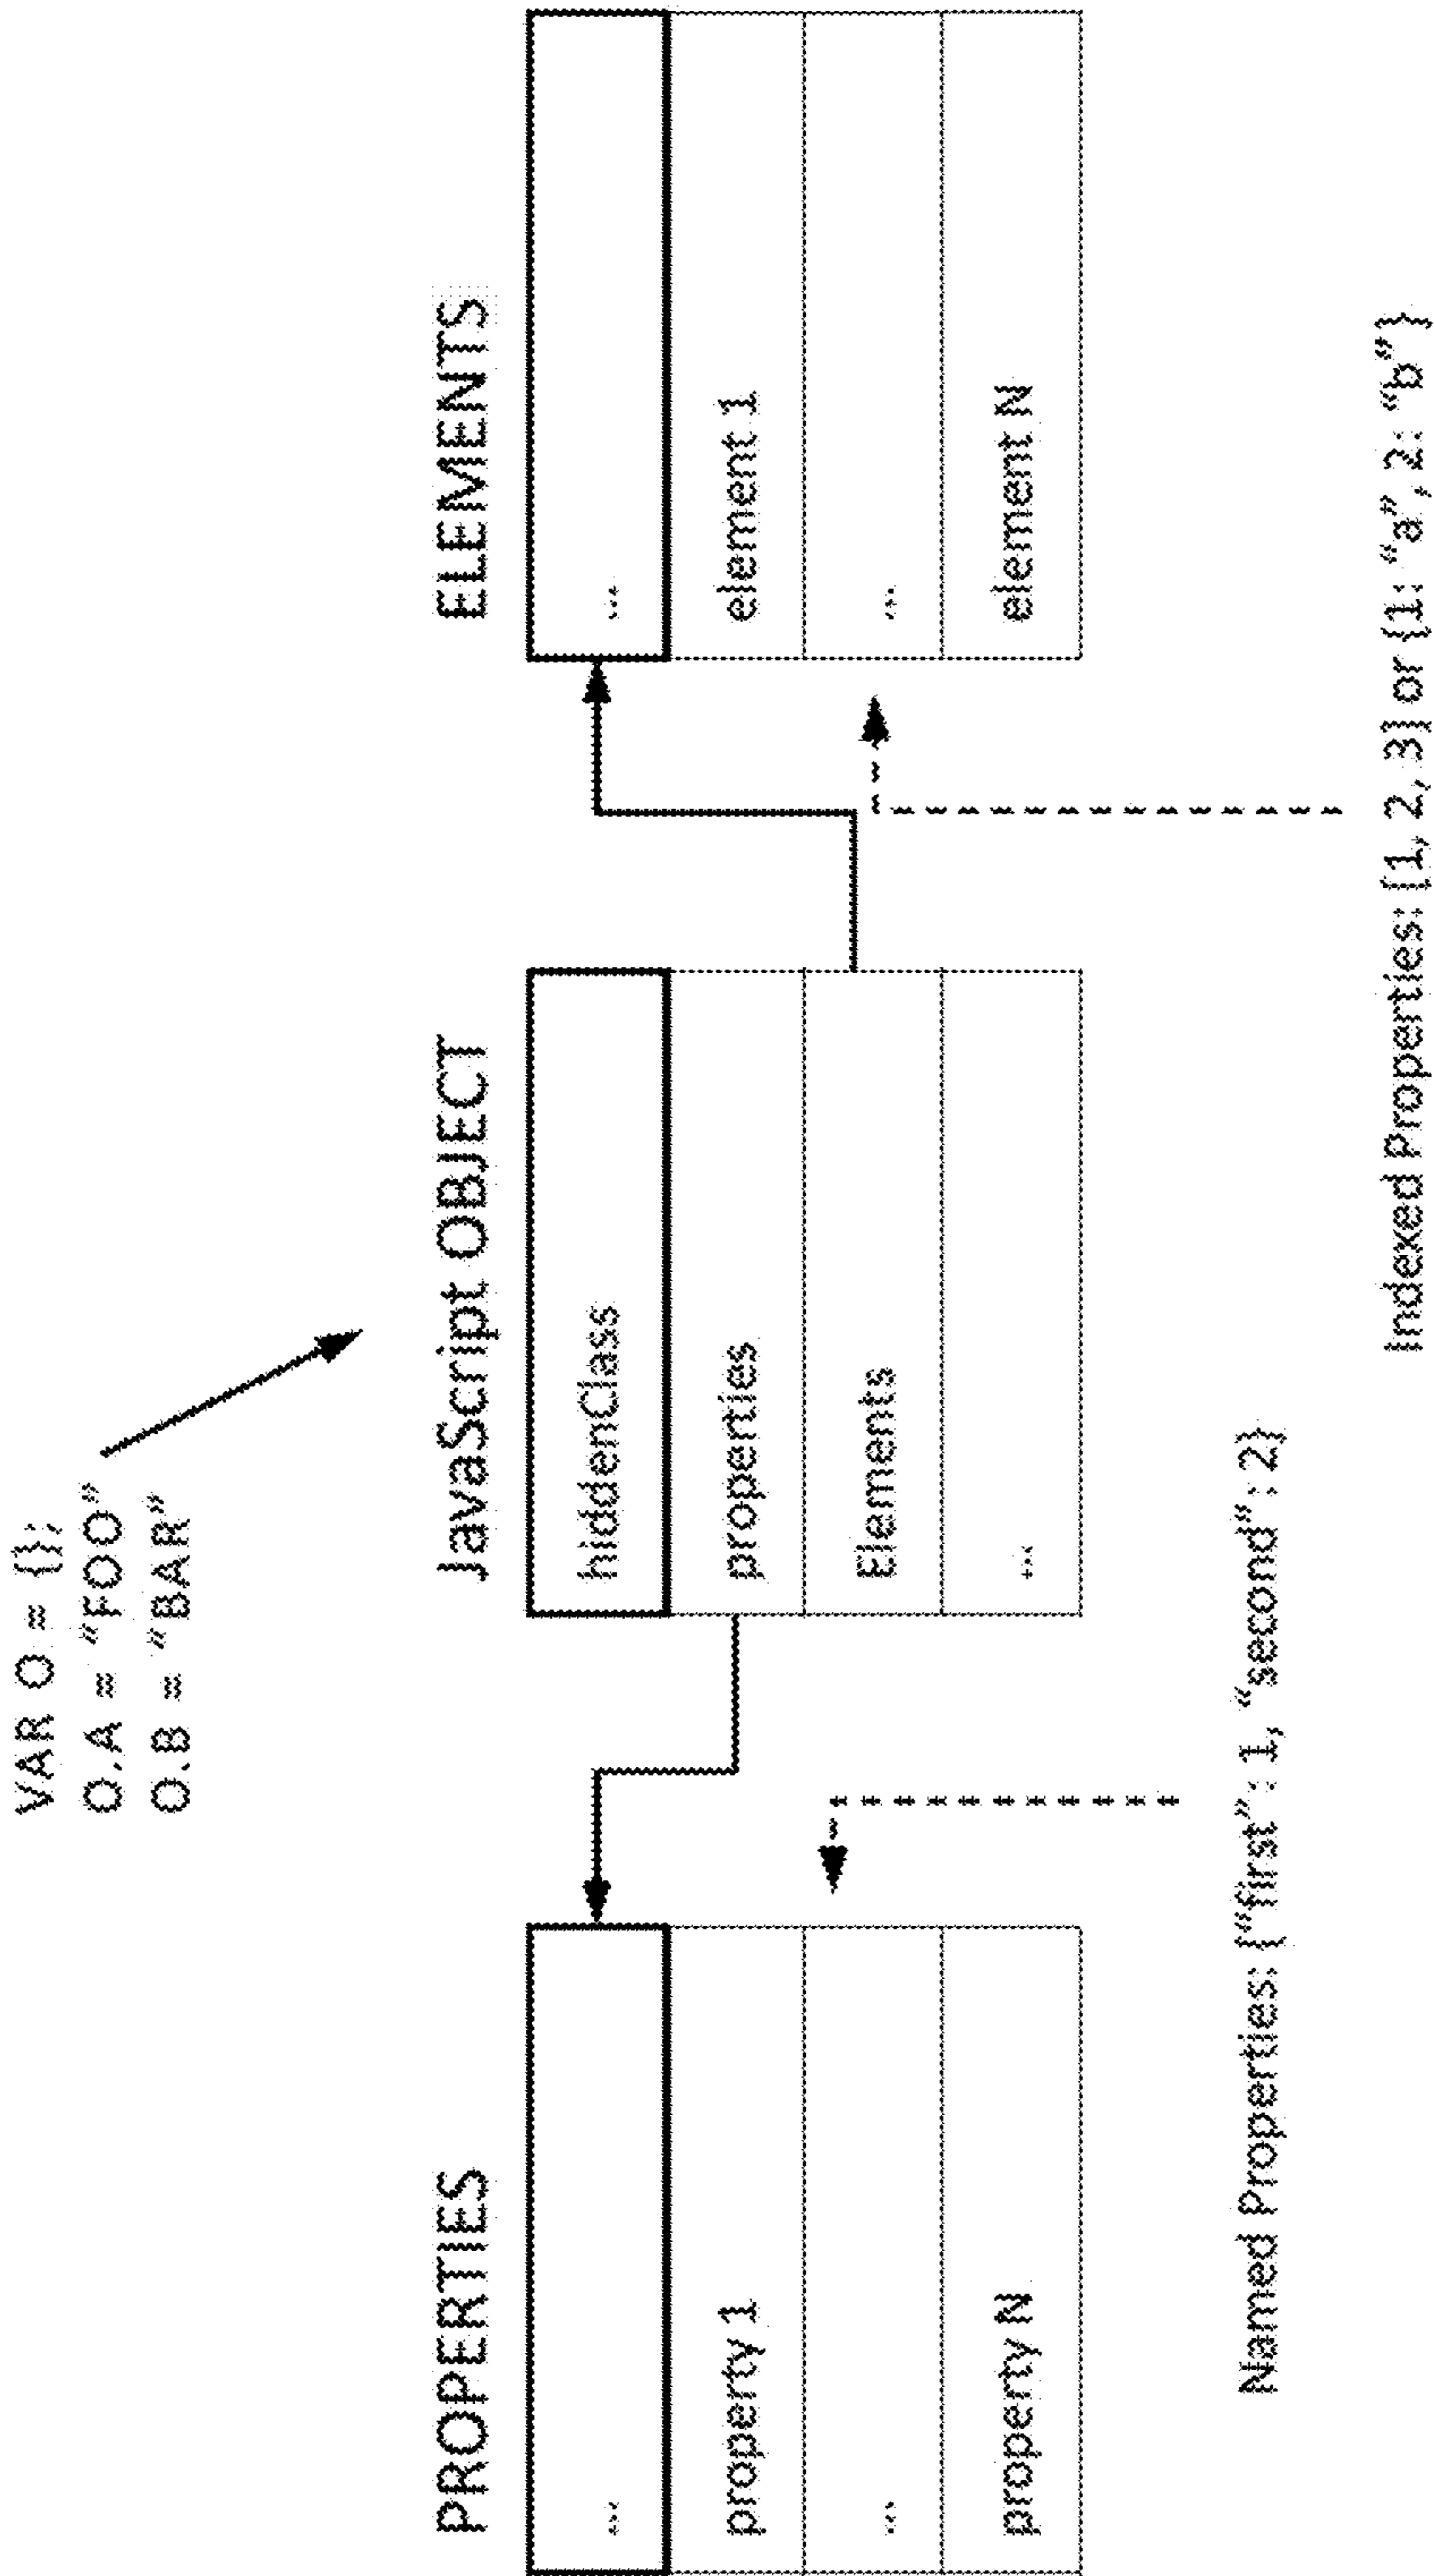 VAR O = {};
O.A = "FOO"
O.B = "BAR"
PROPERTIES
...
property 1
...
property N
JavaScript OBJECT
hiddenClass
properties
Elements
...
ELEMENTS
...
element 1
...
element N
Named Properties: {"first": 1, "second": 2}
Indexed Properties: [1, 2, 3] or {1: "a", 2: "b"}